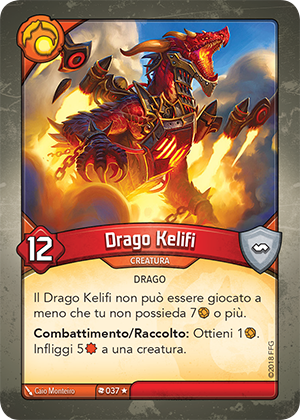 Drago Kelifi
12
CREATURA
DRAGO
Il Drago Kelifi non può essere giocato a
meno che tu non possieda 7 o più.
Combattimento/Raccolto: Ottieni 1.
Infliggi 5 a una creatura.
Caio Monteiro
037
©2018 FFG